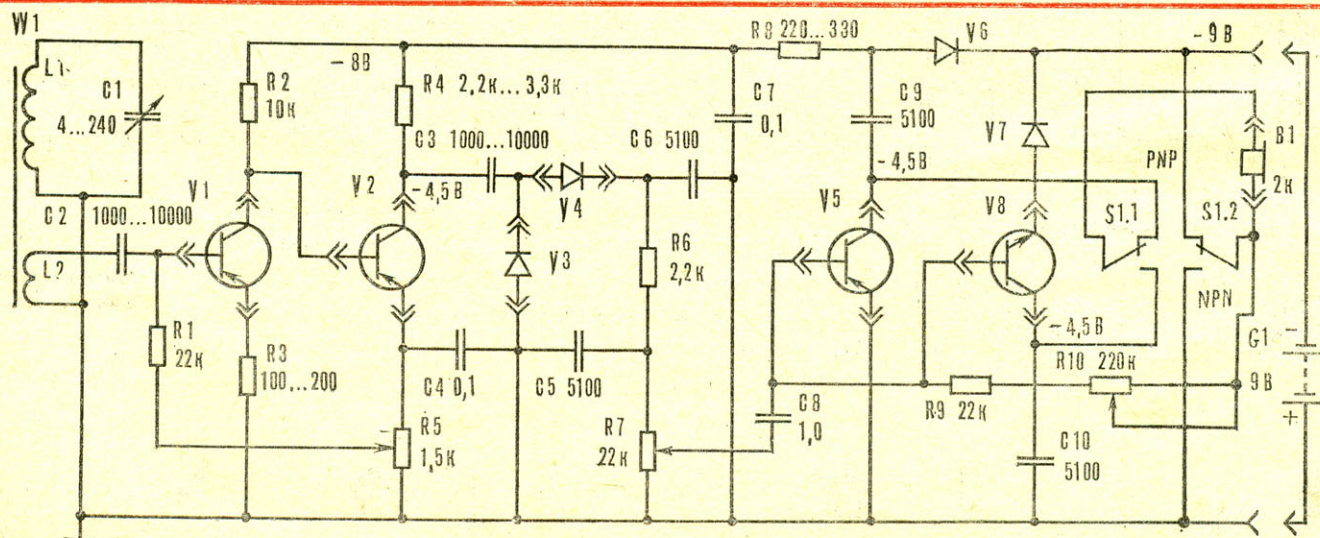 W1
L1
C1
4...240
C2
1000...10000
L2
R1
22к
V1
R2
10к
R3
100...200
-8В
R4 2,2к...3,3к
C3 1000...10000
V2
-4,5В
V4
V3
C4 0,1
C5 5100
R5
1,5к
C6 5100
R6
2,2к
R7
22к
C7
0,1
R8 220...330
V6
C9
5100
-4,5В
V5
C8
1,0
V7
V8
-4,5В
R9 22к
R10 220к
C10
5100
PNP
S1.1
S1.2
NPN
-9В
B1
2к
G1
-
9В
+